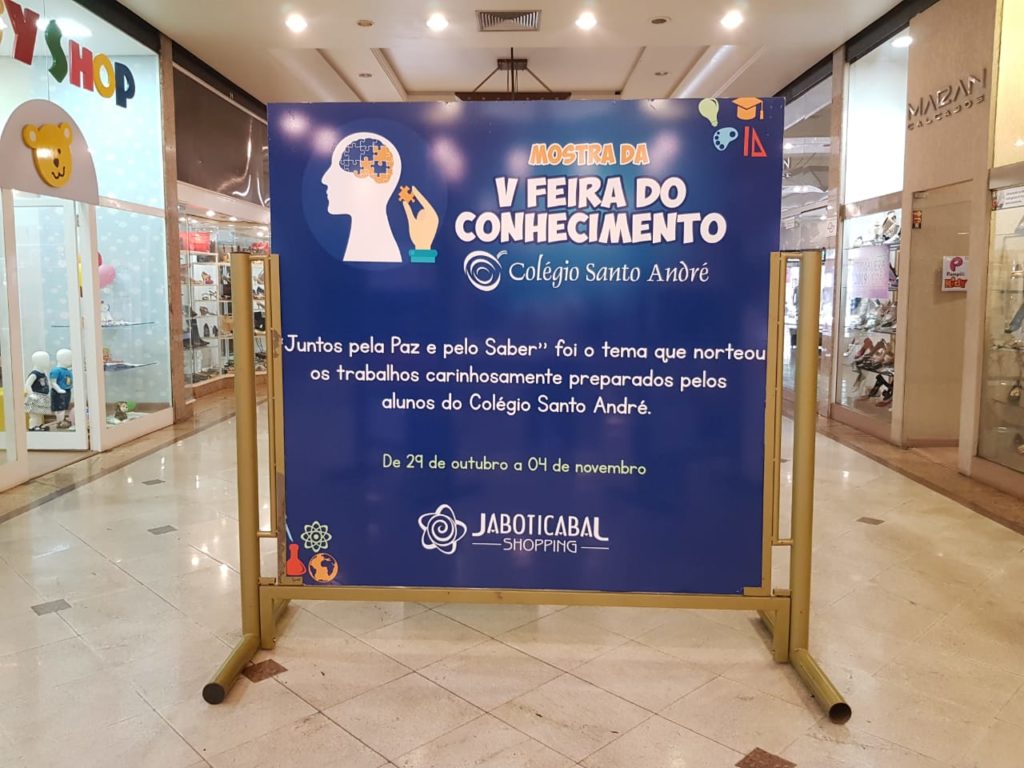 Y SHOP
MOSTRA DA
V FEIRA DO
CONHECIMENTO
Colégio Santo André
"Juntos pela Paz e pelo Saber" foi o tema que norteou
os trabalhos carinhosamente preparados pelos
alunos do Colégio Santo André.
De 29 de outubro a 04 de novembro
JABOTICABAL
SHOPPING
CALÇADOS